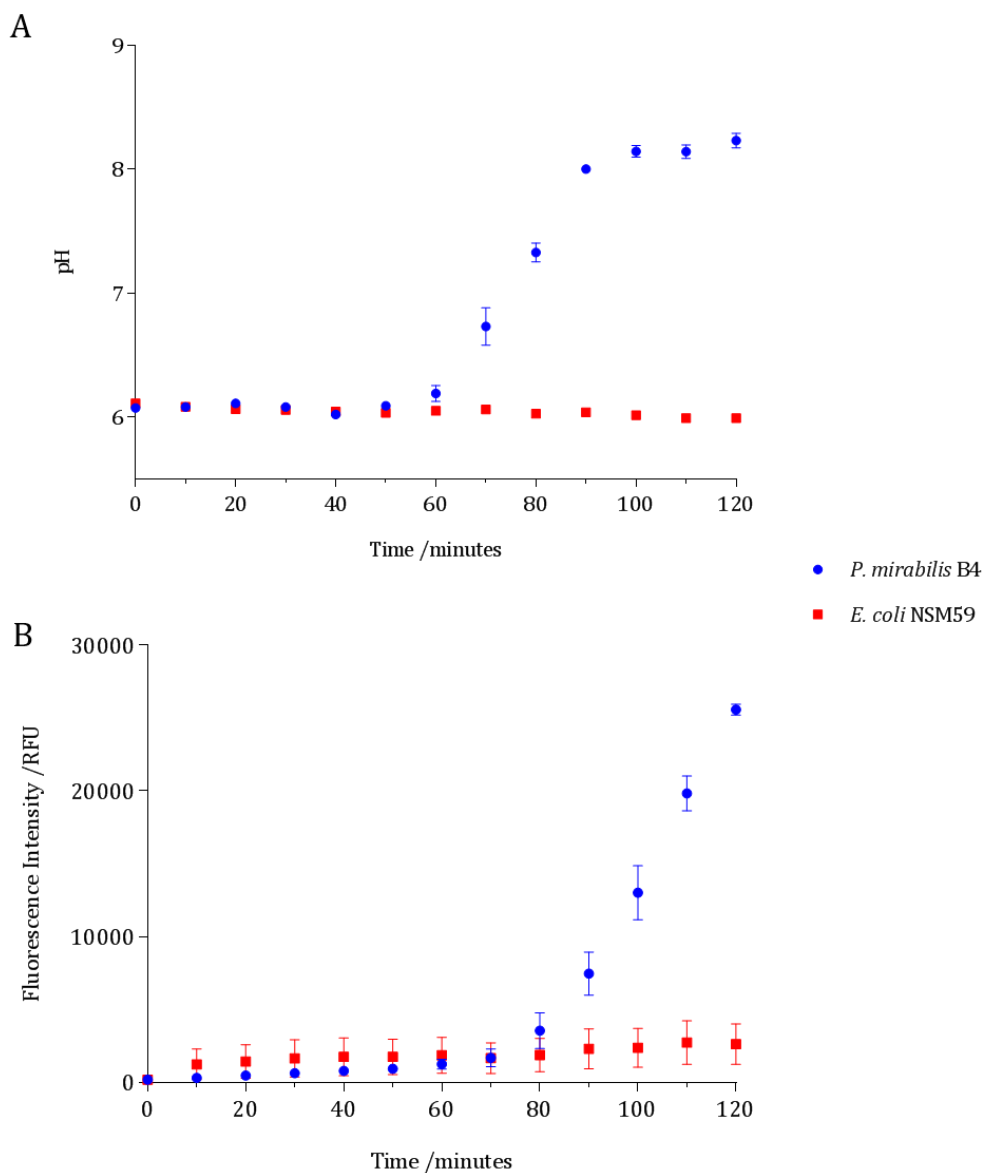 A
9
8
7
6
pH
0 20 40 60 80 100 120
Time /minutes
P. mirabilis B4
E. coli NSM59
B
30000
20000
10000
0
Fluorescence Intensity /RFU
0 20 40 60 80 100 120
Time /minutes